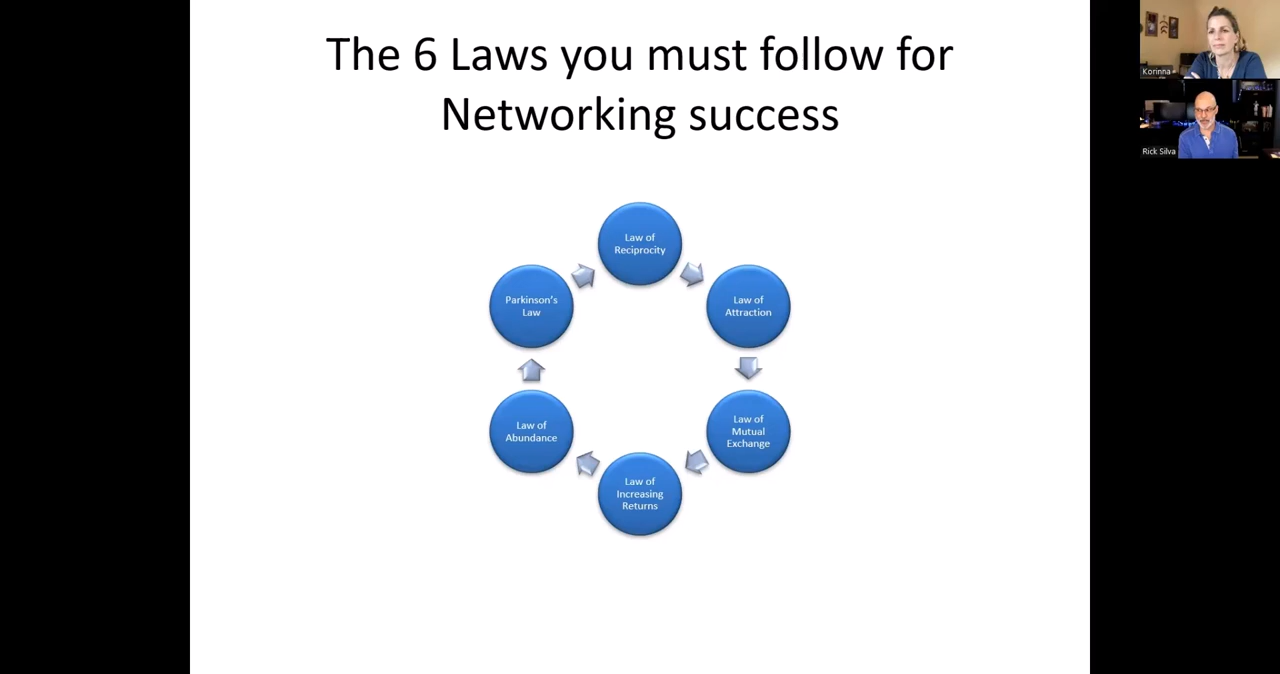 The 6 Laws you must follow for
Networking success
Korinna
Rick Silva
Law of
Reciprocity
Law of
Attraction
Law of
Mutual
Exchange
Law of
Increasing
Returns
Law of
Abundance
Parkinson's
Law